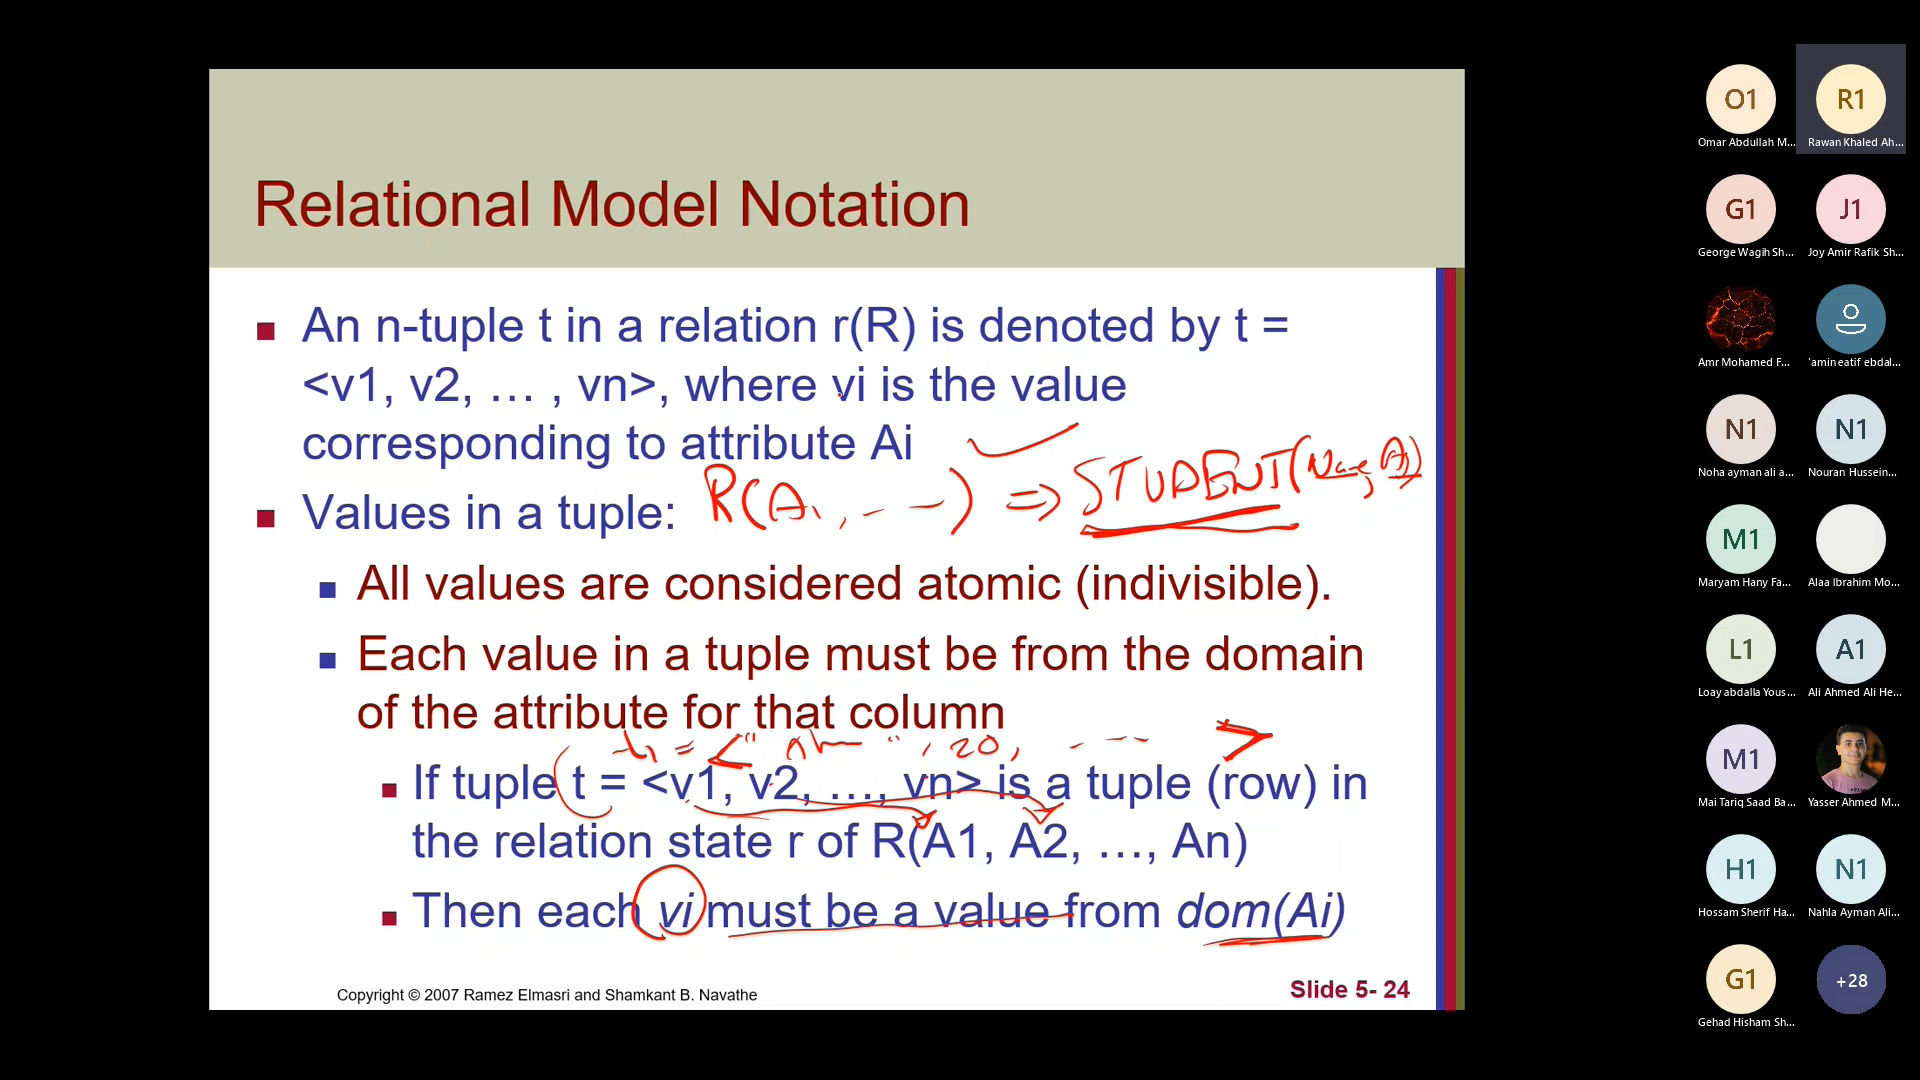 Relational Model Notation
An n-tuple t in a relation r(R) is denoted by t =
<v1, v2, … , vn>, where vi is the value
corresponding to attribute Ai
R(A1, - - -) ⇒ STUDENT(Name,
Values in a tuple:
All values are considered atomic (indivisible).
Each value in a tuple must be from the domain
of the attribute for that column
= <" ", 20, - - - >
If tuple t = <v1, v2, …, vn> is a tuple (row) in
the relation state r of R(A1, A2, …, An)
Then each vi must be a value from dom(Ai)
Copyright © 2007 Ramez Elmasri and Shamkant B. Navathe
Slide 5- 24
O1
Omar Abdullah M...
R1
Rawan Khaled Ah...
G1
George Wagih Sh...
J1
Joy Amir Rafik Sh...
Amr Mohamed F...
'amin eatif ebdal...
N1
Noha ayman ali a...
N1
Nouran Hussein...
M1
Maryam Hany Fa...
Alaa Ibrahim Mo...
L1
Loay abdalla Yous...
A1
Ali Ahmed Ali He...
M1
Mai Tariq Saad Ba...
Yasser Ahmed M...
H1
Hossam Sherif Ha...
N1
Nahla Ayman Ali...
G1
Gehad Hisham Sh...
+28